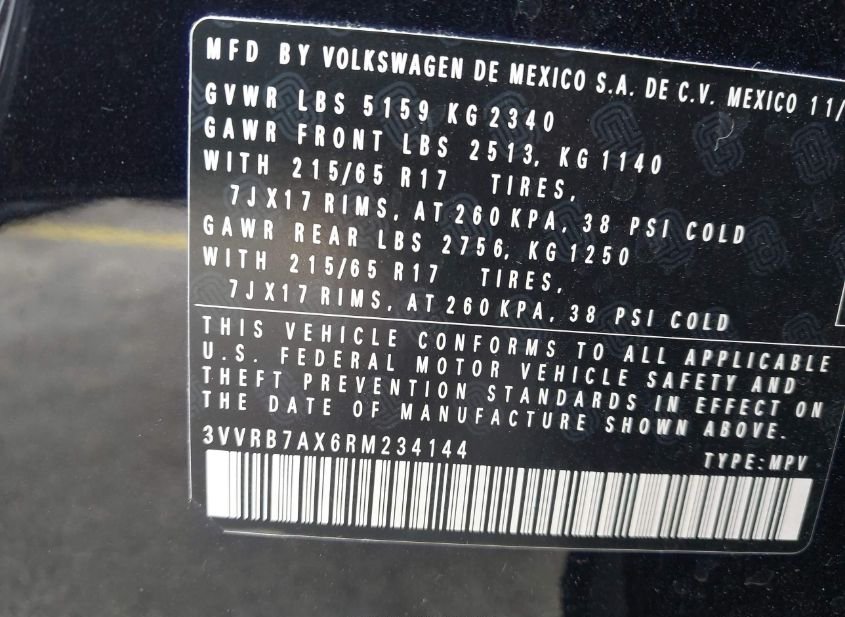 MFD BY VOLKSWAGEN DE MEXICO S.A. DE C.V. MEXICO 11/
GVWR LBS 5159 KG 2340
GAWR FRONT LBS 2513, KG 1140
WITH 215/65 R17 TIRES,
7JX17 RIMS, AT 260 KPA, 38 PSI COLD
GAWR REAR LBS 2756, KG 1250
WITH 215/65 R17 TIRES,
7JX17 RIMS, AT 260 KPA, 38 PSI COLD
THIS VEHICLE CONFORMS TO ALL APPLICABLE
U.S. FEDERAL MOTOR VEHICLE SAFETY AND
THEFT PREVENTION STANDARDS IN EFFECT ON
THE DATE OF MANUFACTURE SHOWN ABOVE.
3VVRB7AX6RM234144 TYPE:MPV